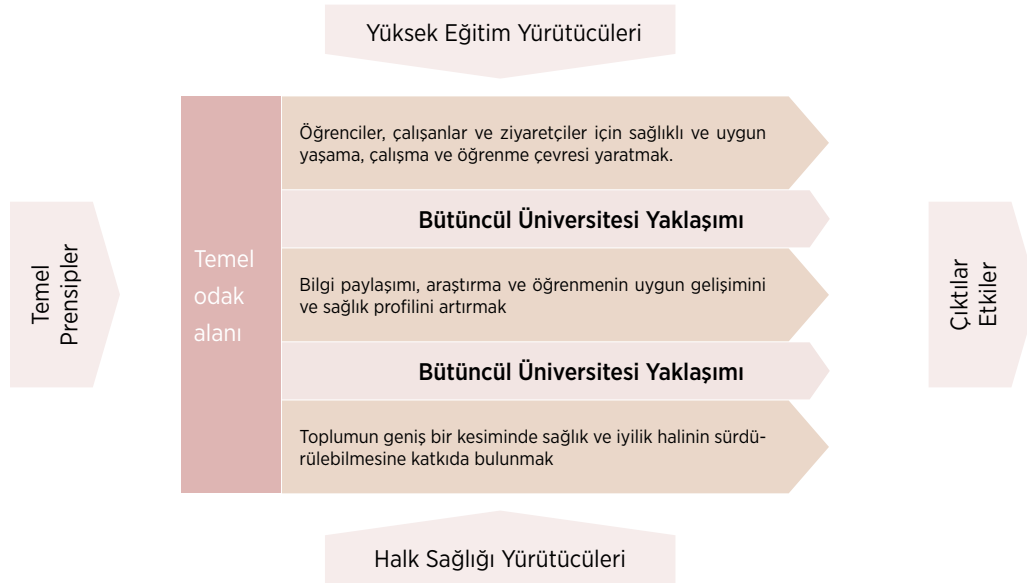 Yüksek Eğitim Yürütücüleri
Öğrenciler, çalışanlar ve ziyaretçiler için sağlıklı ve uygun
yaşama, çalışma ve öğrenme çevresi yaratmak.
Bütüncül Üniversitesi Yaklaşımı
Temel
Prensipler
Temel
odak
alanı
Bilgi paylaşımı, araştırma ve öğrenmenin uygun gelişimini
ve sağlık profilini artırmak
Çıktılar
Etkiler
Bütüncül Üniversitesi Yaklaşımı
Toplumun geniş bir kesiminde sağlık ve iyilik halinin sürdü-
rülebilmesine katkıda bulunmak
Halk Sağlığı Yürütücüleri